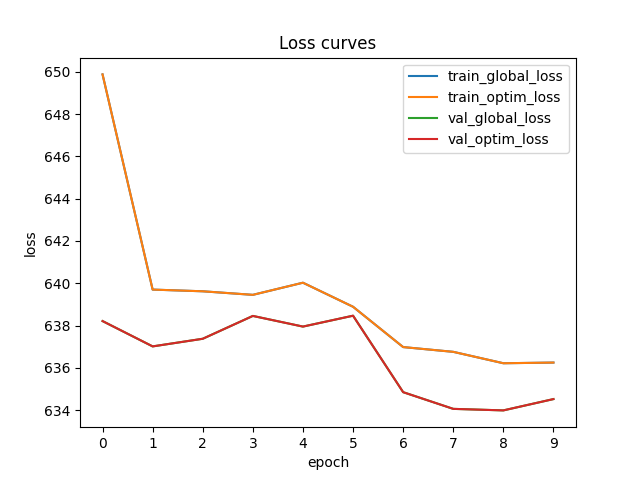 Loss curves
train_global_loss
train_optim_loss
val_global_loss
val_optim_loss
650
648
646
644
642
640
638
636
634
loss
0 1 2 3 4 5 6 7 8 9
epoch